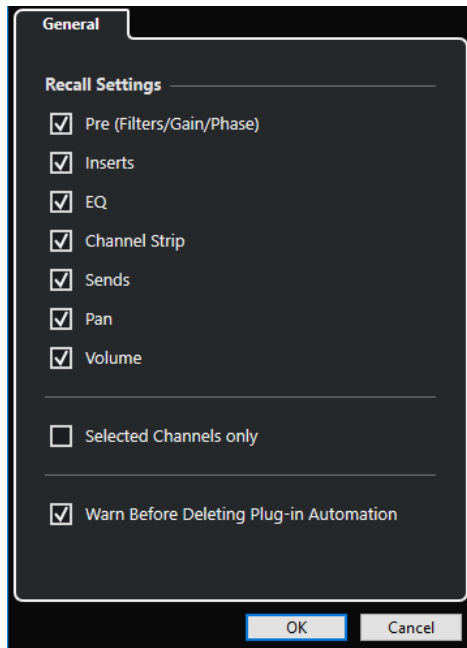 General
Recall Settings
Pre (Filters/Gain/Phase)
Inserts
EQ
Channel Strip
Sends
Pan
Volume
Selected Channels only
Warn Before Deleting Plug-in Automation
OK Cancel